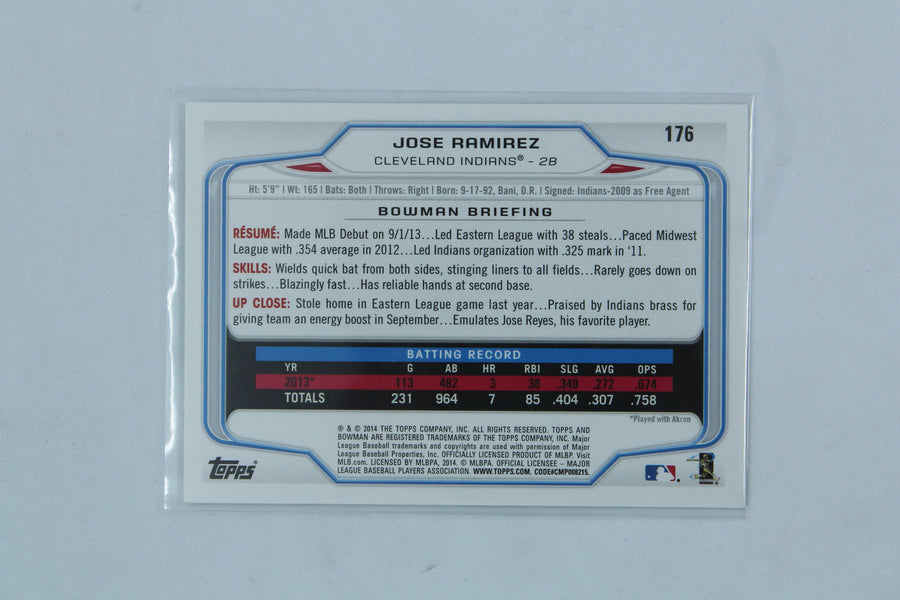 176
JOSE RAMIREZ
CLEVELAND INDIANS® - 2B
Ht: 5'9" | Wt: 165 | Bats: Both | Throws: Right | Born: 9-17-92, Bani, D.R. | Signed: Indians-2009 as Free Agent
BOWMAN BRIEFING
RÉSUMÉ: Made MLB Debut on 9/1/13...Led Eastern League with 38 steals...Paced Midwest
League with .354 average in 2012...Led Indians organization with .325 mark in '11.
SKILLS: Wields quick bat from both sides, stinging liners to all fields...Rarely goes down on
strikes...Blazingly fast...Has reliable hands at second base.
UP CLOSE: Stole home in Eastern League game last year...Praised by Indians brass for
giving team an energy boost in September...Emulates Jose Reyes, his favorite player.
BATTING RECORD
YR G AB HR RBI SLG AVG OPS
2013* 113 482 3 38 .349 .272 .674
TOTALS 231 964 7 85 .404 .307 .758
*Played with Akron
® & © 2014 THE TOPPS COMPANY, INC. ALL RIGHTS RESERVED. TOPPS AND
BOWMAN ARE REGISTERED TRADEMARKS OF THE TOPPS COMPANY, INC. Major
League Baseball trademarks and copyrights are used with permission of Major
League Baseball Properties, Inc. OFFICIALLY LICENSED PRODUCT OF MLBP. Visit
MLB.com. LICENSED BY MLBPA, 2014. © MLBPA. OFFICIAL LICENSEE - MAJOR
LEAGUE BASEBALL PLAYERS ASSOCIATION. WWW.TOPPS.COM. CODE#CMP008215.
TOPPS®